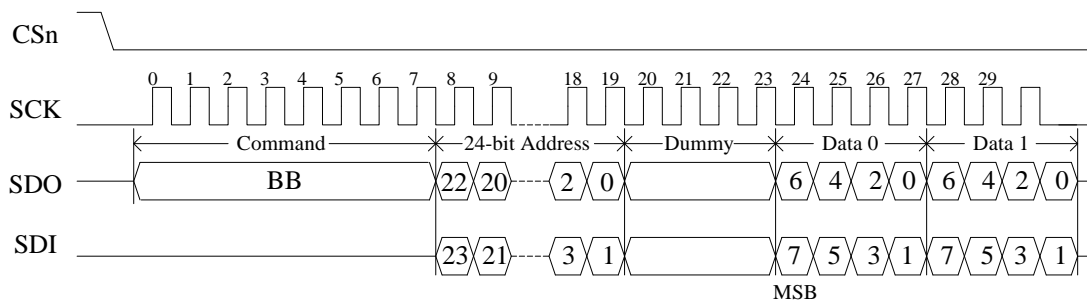 CSn
0 1 2 3 4 5 6 7 8 9 18 19 20 21 22 23 24 25 26 27 28 29
SCK
Command 24-bit Address Dummy Data 0 Data 1
SDO BB 22 20 2 0 6 4 2 0 6 4 2 0
SDI 23 21 3 1 7 5 3 1 7 5 3 1
MSB